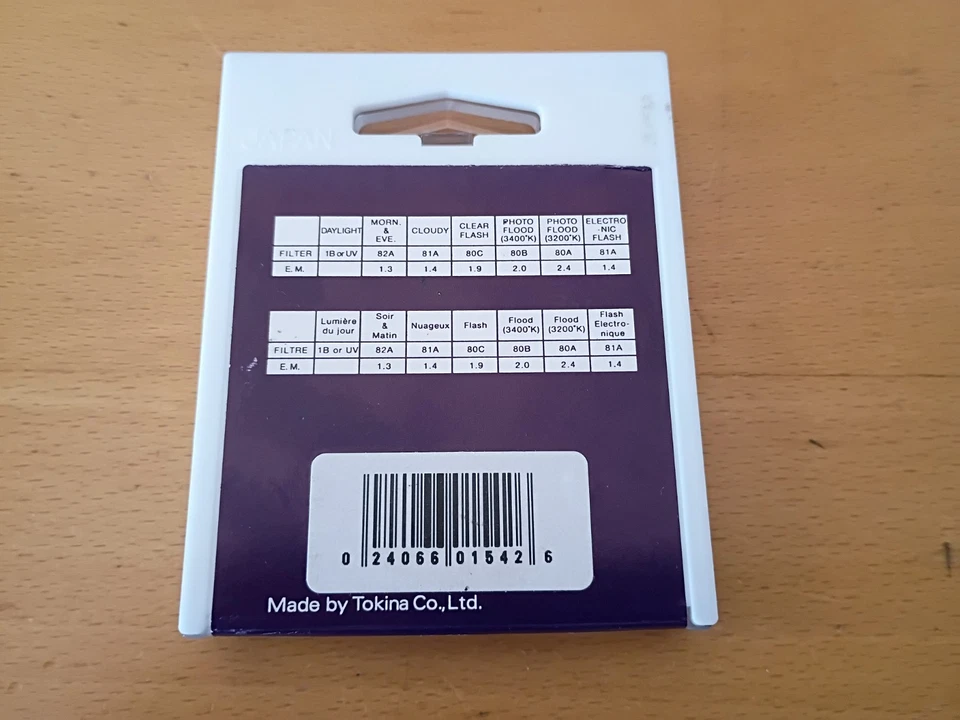 JAPAN
DAYLIGHT MORN. & EVE. CLOUDY CLEAR FLASH PHOTO FLOOD (3400°K) PHOTO FLOOD (3200°K) ELECTRO-NIC FLASH
FILTER 1B or UV 82A 81A 80C 80B 80A 81A
E.M. 1.3 1.4 1.9 2.0 2.4 1.4
Lumière du jour Soir & Matin Nuageux Flash Flood (3400°K) Flood (3200°K) Flash Electro-nique
FILTRE 1B or UV 82A 81A 80C 80B 80A 81A
E.M. 1.3 1.4 1.9 2.0 2.4 1.4
0 24066 01542 6
Made by Tokina Co.,Ltd.